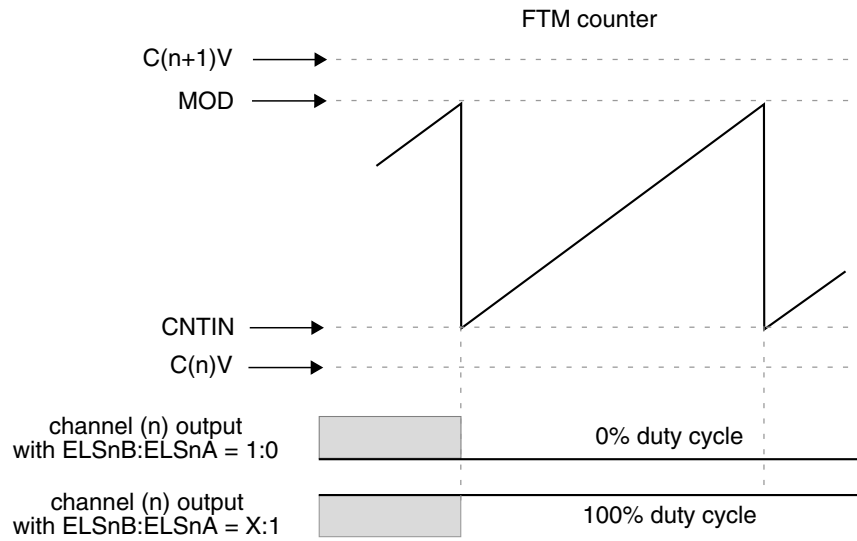 FTM counter
C(n+1)V
MOD
CNTIN
C(n)V
channel (n) output
with ELSnB:ELSnA = 1:0
0% duty cycle
channel (n) output
with ELSnB:ELSnA = X:1
100% duty cycle